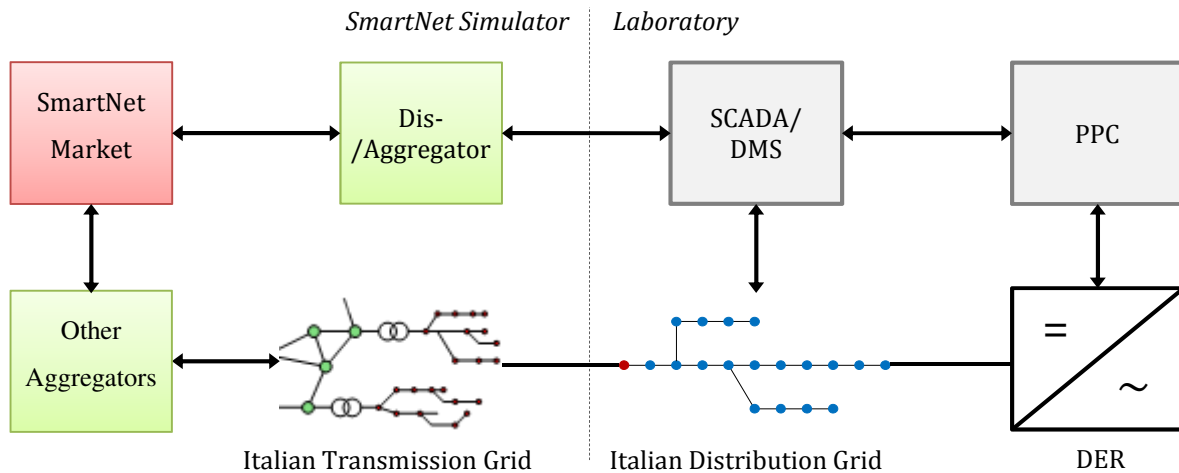 SmartNet Simulator
Laboratory
SmartNet
Market
Dis-
/Aggregator
SCADA/
DMS
PPC
Other
Aggregators
=
~
Italian Transmission Grid
Italian Distribution Grid
DER